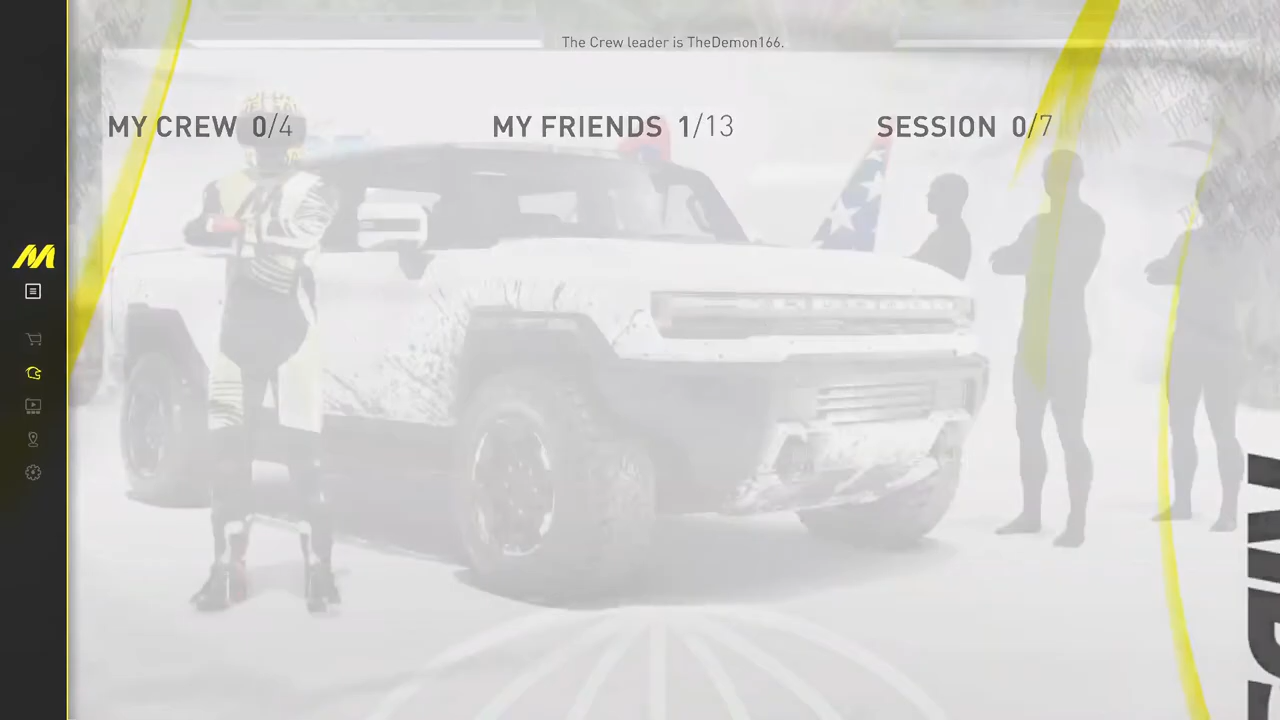 The Crew leader is TheDemon166.
MY CREW 0/4
MY FRIENDS 1/13
SESSION 0/7